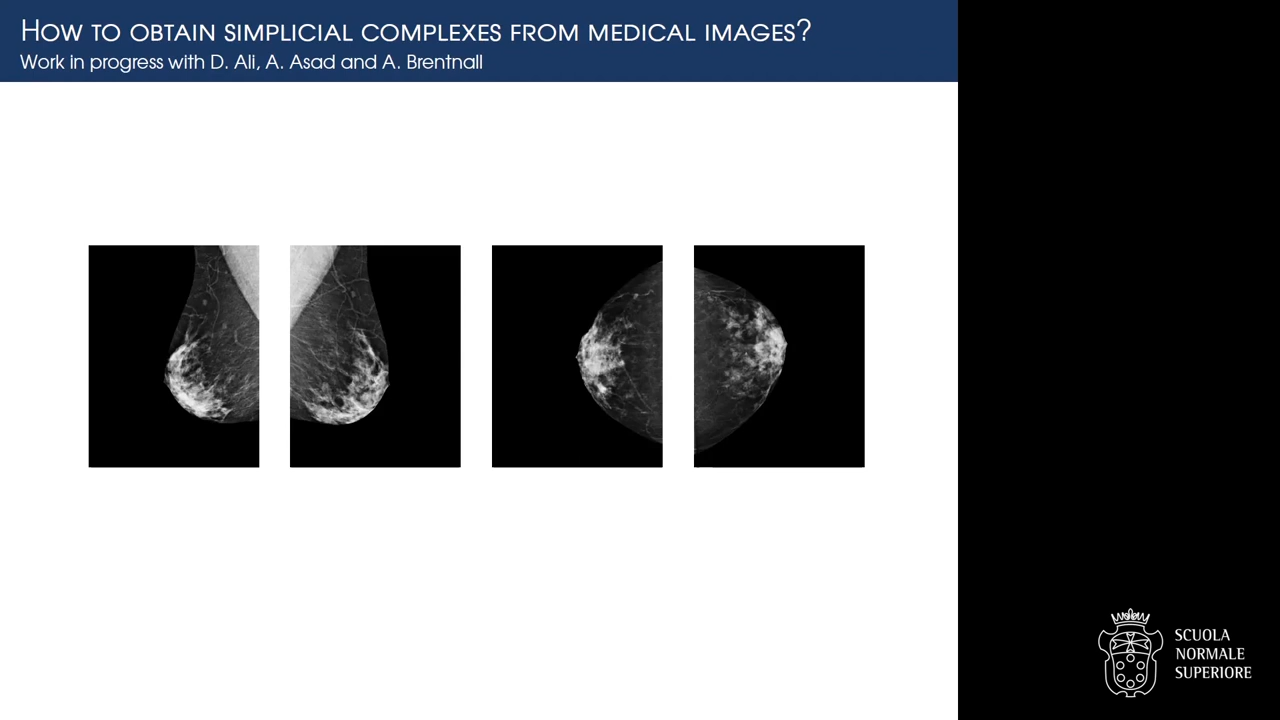 How to obtain simplicial complexes from medical images?
Work in progress with D. Ali, A. Asad and A. Brentnall
SCUOLA
NORMALE
SUPERIORE